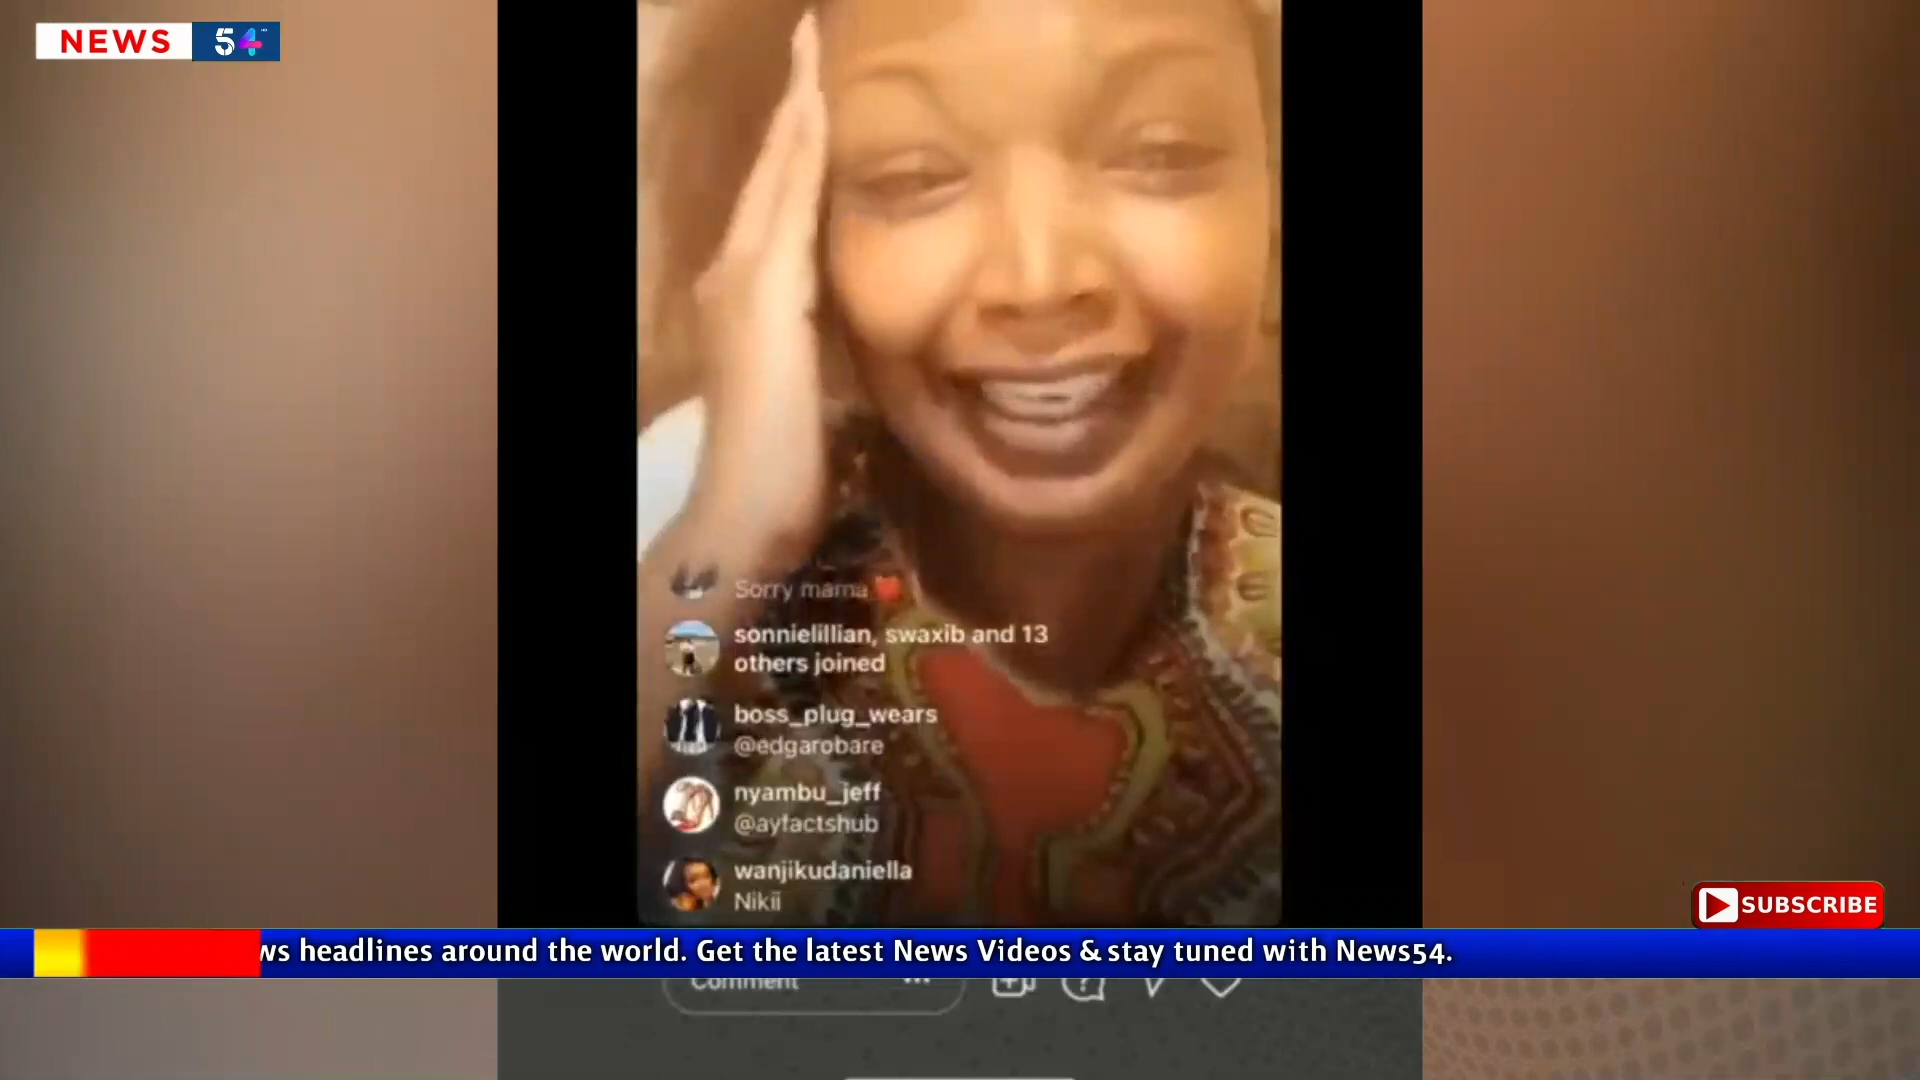 NEWS 54
Sorry mama
sonnielillian, swaxib and 13
others joined
boss_plug_wears
@edgarobare
nyambu_jeff
@ayfactshub
wanjikudaniella
Nikii
SUBSCRIBE
ws headlines around the world. Get the latest News Videos & stay tuned with News54.
Comment